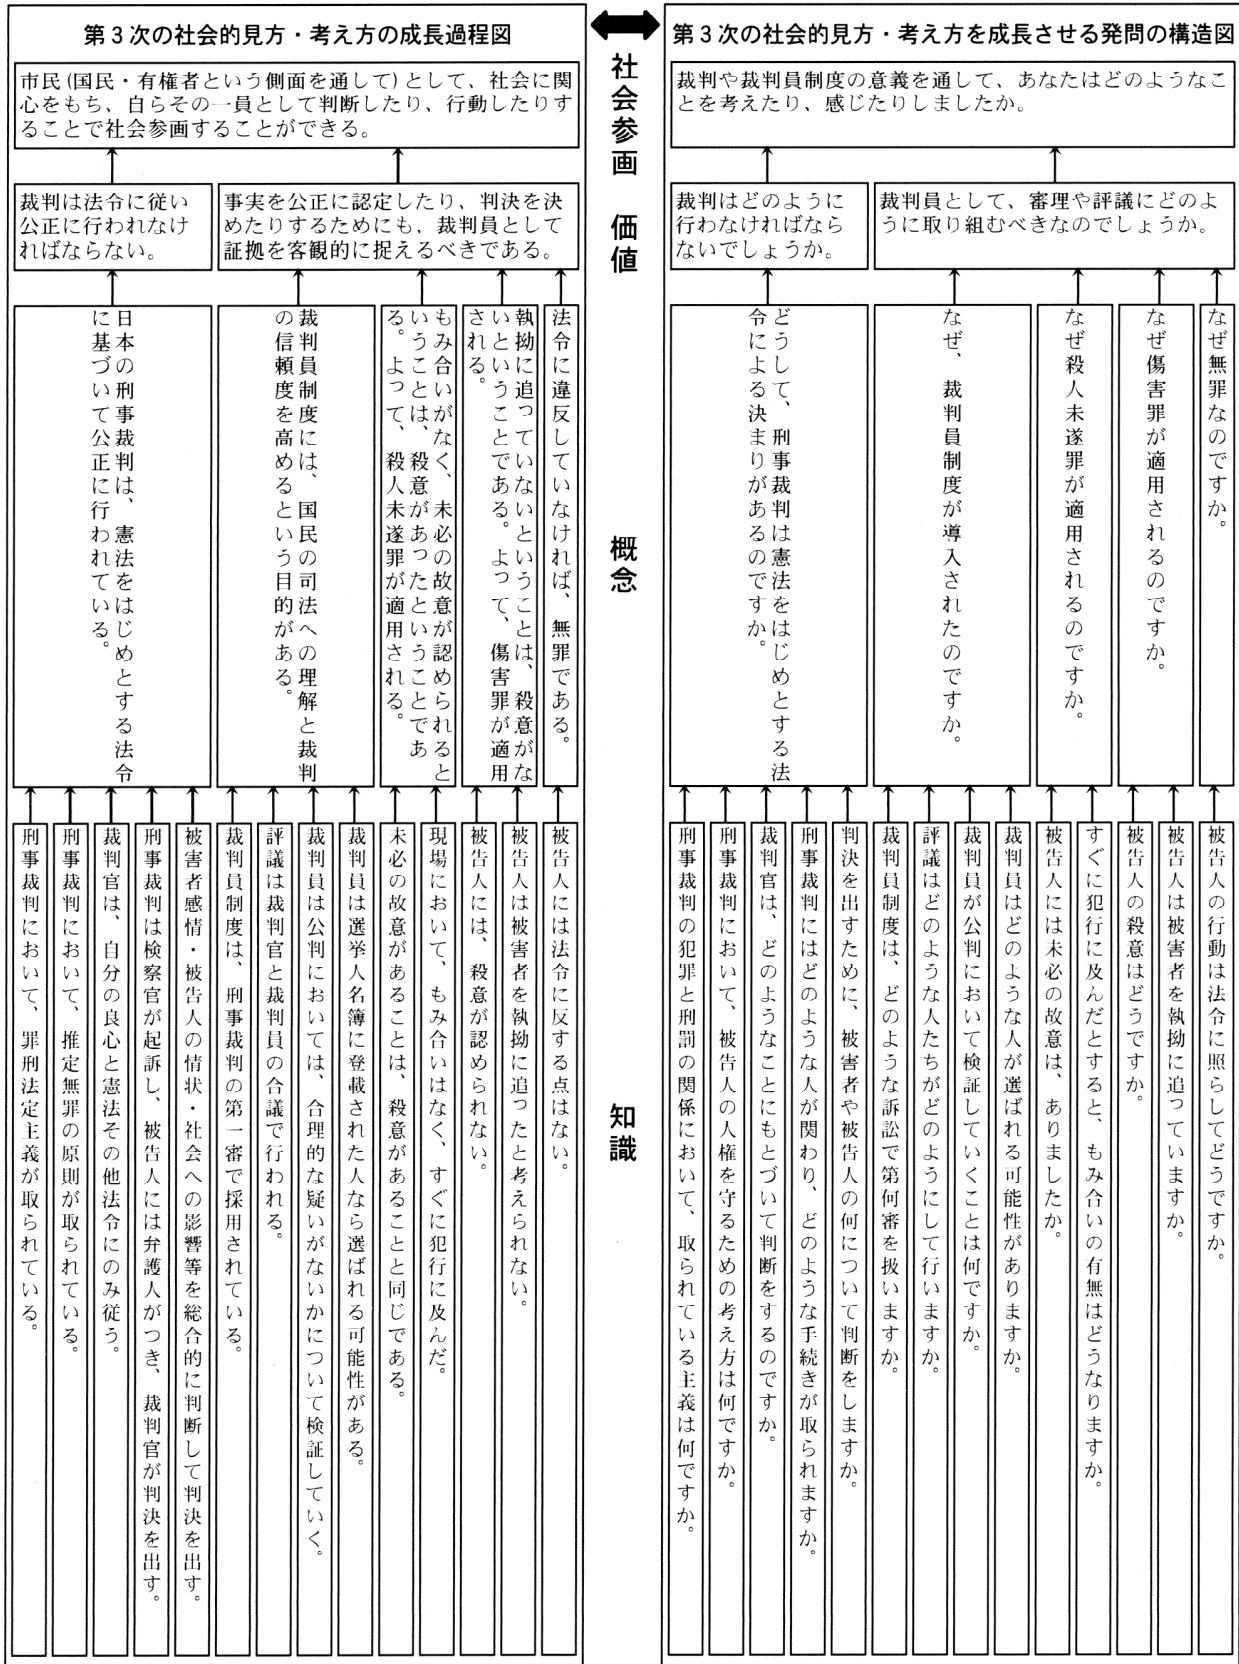 第3次の社会的見方・考え方の成長過程図
市民(国民・有権者という側面を通して)として、社会に関
心をもち、自らその一員として判断したり、行動したりす
ることで社会参画することができる。
裁判は法令に従い
公正に行われなけ
ればならない。
事実を公正に認定したり、判決を決
めたりするためにも、裁判員として
証拠を客観的に捉えるべきである。
法令に違反していなければ、無罪である。
執拗に追っていないということは、殺意がな
いということである。よって、傷害罪が適用
される。
もみ合いがなく、未必の故意が認められると
いうことは、殺意があったということであ
る。よって、殺人未遂罪が適用される。
裁判員制度には、国民の司法への理解と裁判
の信頼度を高めるという目的がある。
日本の刑事裁判は、憲法をはじめとする法令
に基づいて公正に行われている。
被告人には法令に反する点はない。
被告人は被害者を執拗に追ったと考えられない。
被告人には、殺意が認められない。
現場において、もみ合いはなく、すぐに犯行に及んだ。
未必の故意があることは、殺意があることと同じである。
裁判員は選挙人名簿に登載された人なら選ばれる可能性がある。
裁判員は公判においては、合理的な疑いがないかについて検証していく。
評議は裁判官と裁判員の合議で行われる。
裁判員制度は、刑事裁判の第一審で採用されている。
被害者感情・被告人の情状・社会への影響等を総合的に判断して判決を出す。
刑事裁判は検察官が起訴し、被告人には弁護人がつき、裁判官が判決を出す。
裁判官は、自分の良心と憲法その他法令にのみ従う。
刑事裁判において、推定無罪の原則が取られている。
刑事裁判において、罪刑法定主義が取られている。
社会参画
価値
概念
知識
第3次の社会的見方・考え方を成長させる発問の構造図
裁判や裁判員制度の意義を通して、あなたはどのようなこ
とを考えたり、感じたりしましたか。
裁判はどのように
行わなければなら
ないでしょうか。
裁判員として、審理や評議にどのよ
うに取り組むべきなのでしょうか。
なぜ無罪なのですか。
なぜ傷害罪が適用されるのですか。
なぜ殺人未遂罪が適用されるのですか。
なぜ、裁判員制度が導入されたのですか。
どうして、刑事裁判は憲法をはじめとする法
令による決まりがあるのですか。
被告人の行動は法令に照らしてどうですか。
被告人は被害者を執拗に追っていますか。
被告人の殺意はどうですか。
すぐに犯行に及んだとすると、もみ合いの有無はどうなりますか。
被告人には未必の故意は、ありましたか。
裁判員はどのような人が選ばれる可能性がありますか。
裁判員が公判において検証していくことは何ですか。
評議はどのような人たちがどのようにして行いますか。
裁判員制度は、どのような訴訟で第何審を扱いますか。
判決を出すために、被害者や被告人の何について判断をしますか。
刑事裁判にはどのような人が関わり、どのような手続きが取られますか。
裁判官は、どのようなことにもとづいて判断をするのですか。
刑事裁判において、被告人の人権を守るための考え方は何ですか。
刑事裁判の犯罪と刑罰の関係において、取られている主義は何ですか。